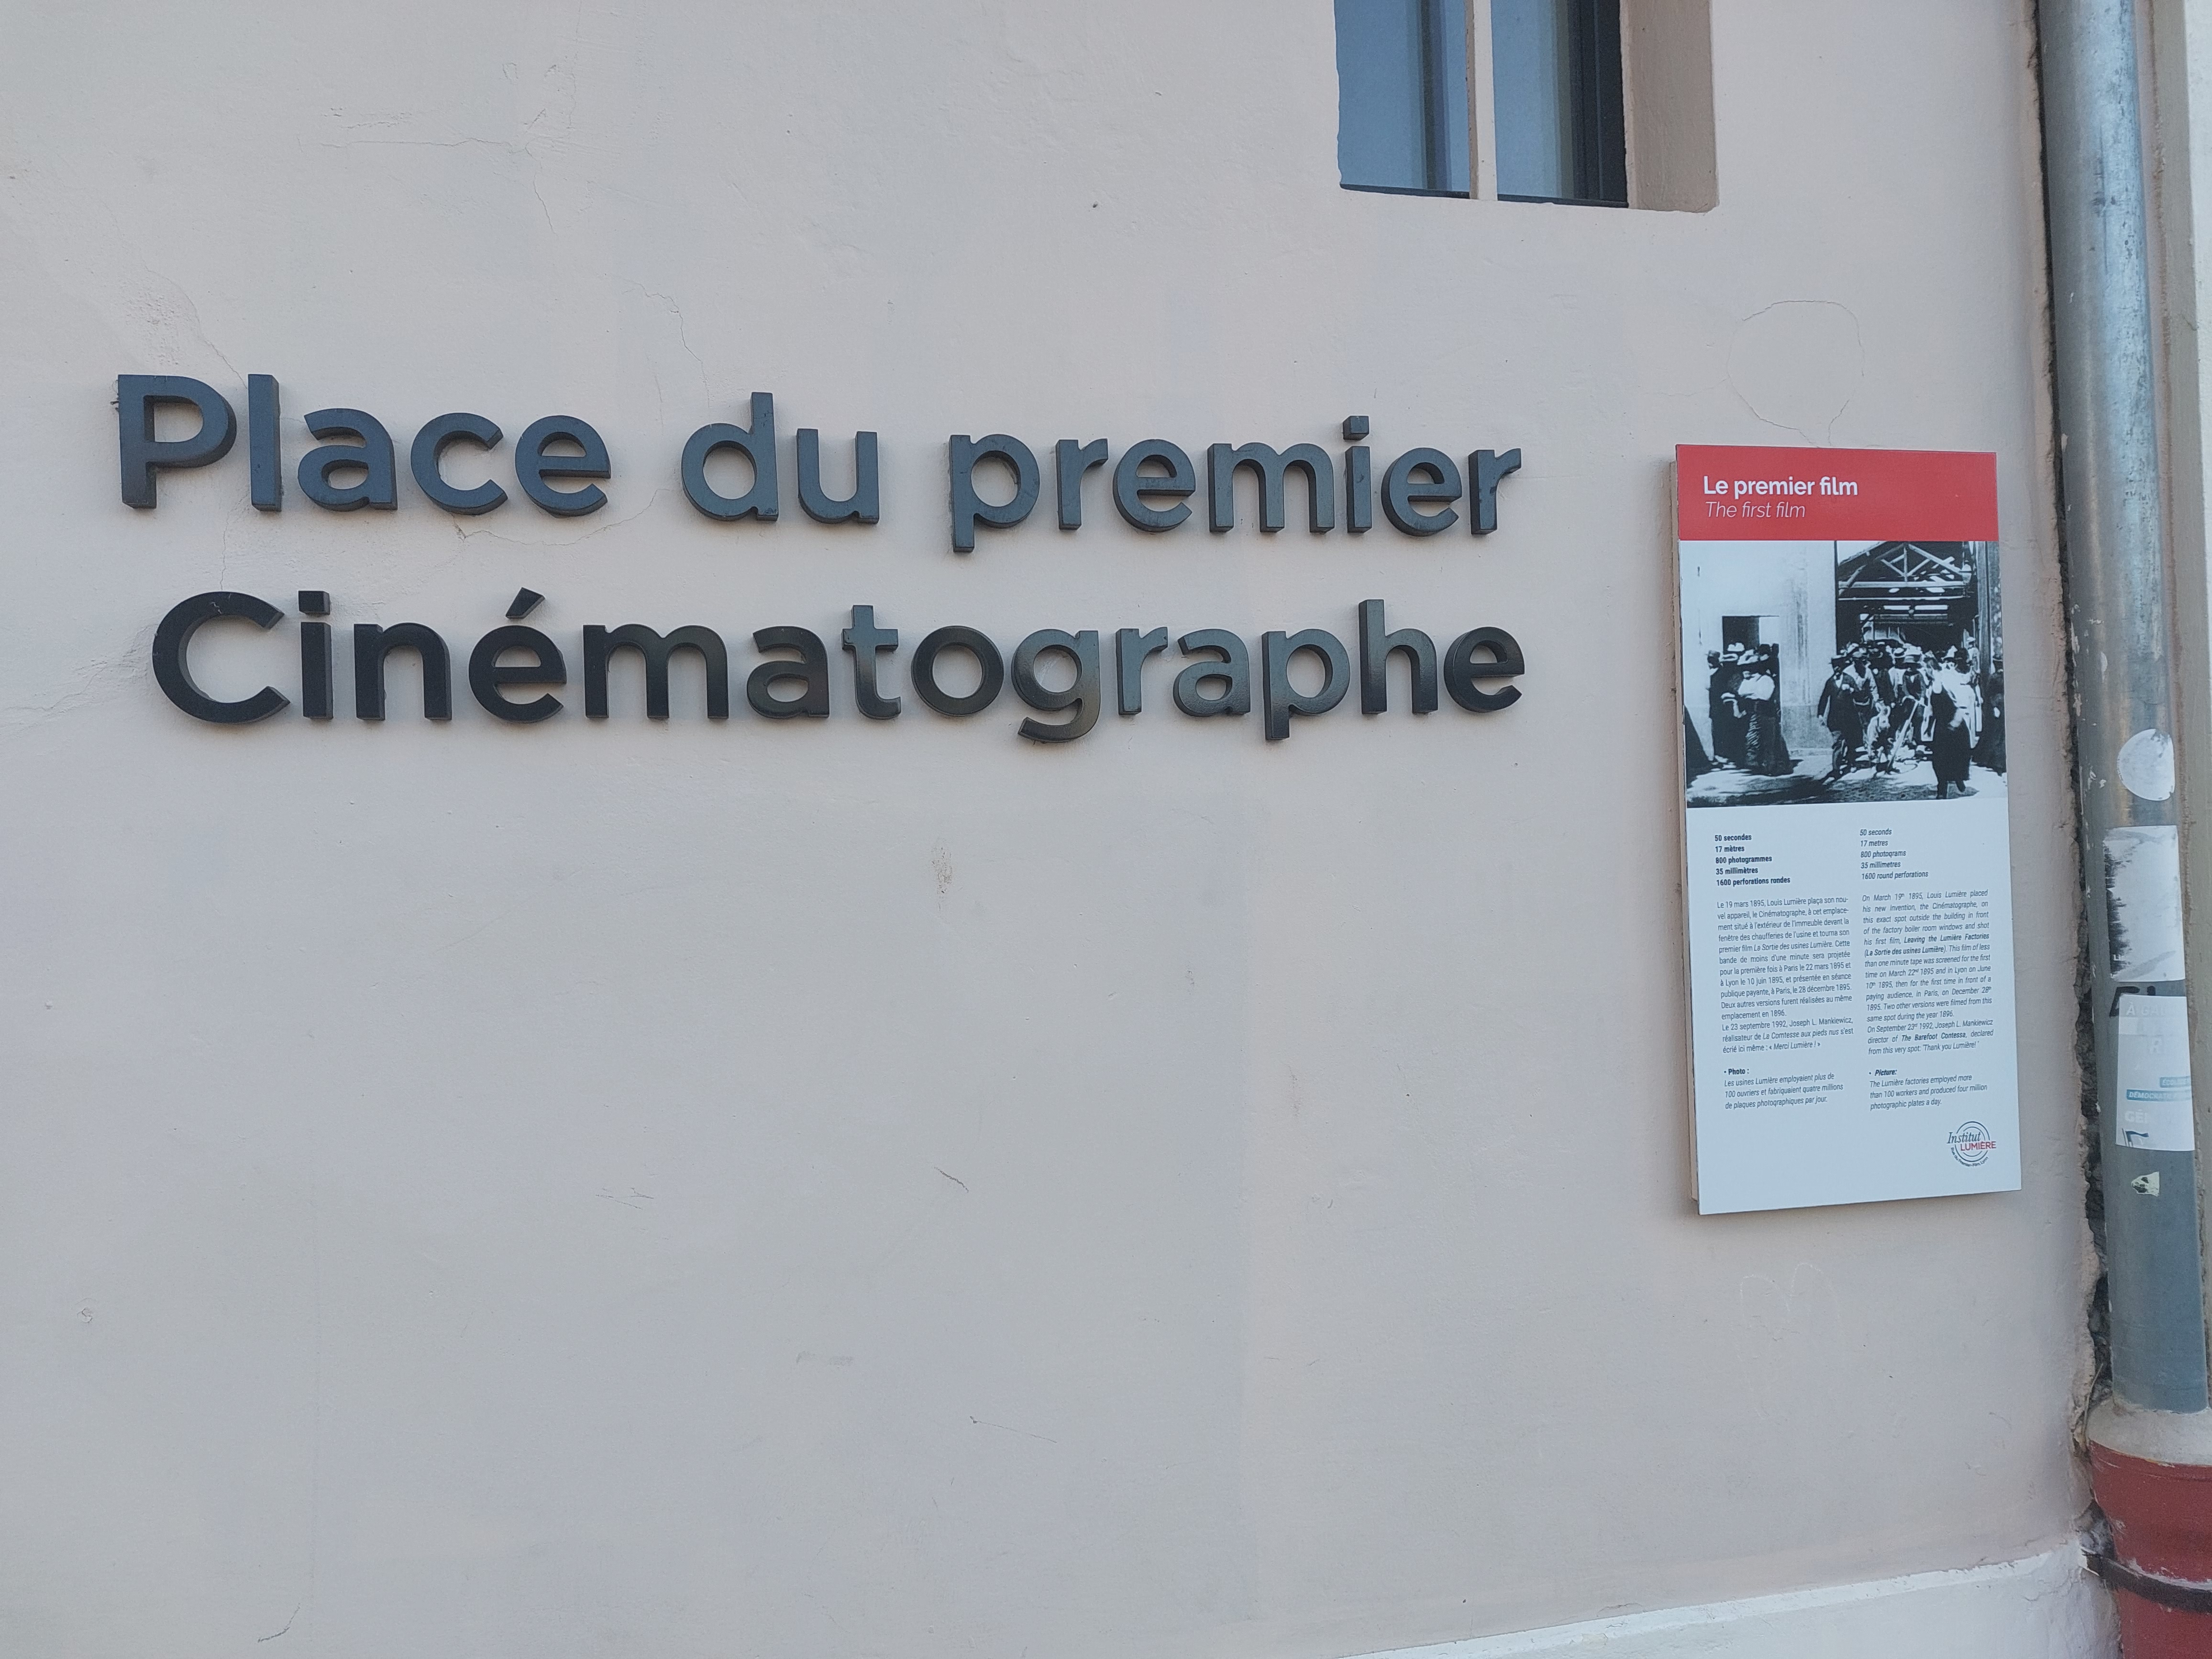 Place du premier
Cinématographe
Le premier film
The first film
50 secondes
17 mètres
800 photogrammes
35 millimètres
1600 perforations rondes
Le 19 mars 1895, Louis Lumière plaça son nou-
vel appareil, le Cinématographe, à cet emplace-
ment situé à l'extérieur de l'immeuble devant la
fenêtre des chaufferies de l'usine et tourna son
premier film La Sortie des usines Lumière. Cette
bande de moins d'une minute sera projetée
pour la première fois à Paris le 22 mars 1895 et
à Lyon le 10 juin 1895, et présentée en séance
publique payante, à Paris, le 28 décembre 1895.
Deux autres versions furent réalisées au même
emplacement en 1896.
Le 23 septembre 1992, Joseph L. Mankiewicz,
réalisateur de La Comtesse aux pieds nus s'est
écrié ici même : « Merci Lumière ! »
• Photo :
Les usines Lumière employaient plus de
100 ouvriers et fabriquaient quatre millions
de plaques photographiques par jour.
50 seconds
17 metres
800 photograms
35 millimetres
1600 round perforations
On March 19th 1895, Louis Lumière placed
his new invention, the Cinématographe, on
this exact spot outside the building in front
of the factory boiler room windows and shot
his first film, Leaving the Lumière Factories
(La Sortie des usines Lumière). This film of less
than one minute tape was screened for the first
time on March 22nd 1895 and in Lyon on June
10th 1895, then for the first time in front of a
paying audience, in Paris, on December 28th
1895. Two other versions were filmed from this
same spot during the year 1896.
On September 23rd 1992, Joseph L. Mankiewicz
director of The Barefoot Contessa, declared
from this very spot: "Thank you Lumière!"
• Picture:
The Lumière factories employed more
than 100 workers and produced four million
photographic plates a day.
Institut
LUMIÈRE